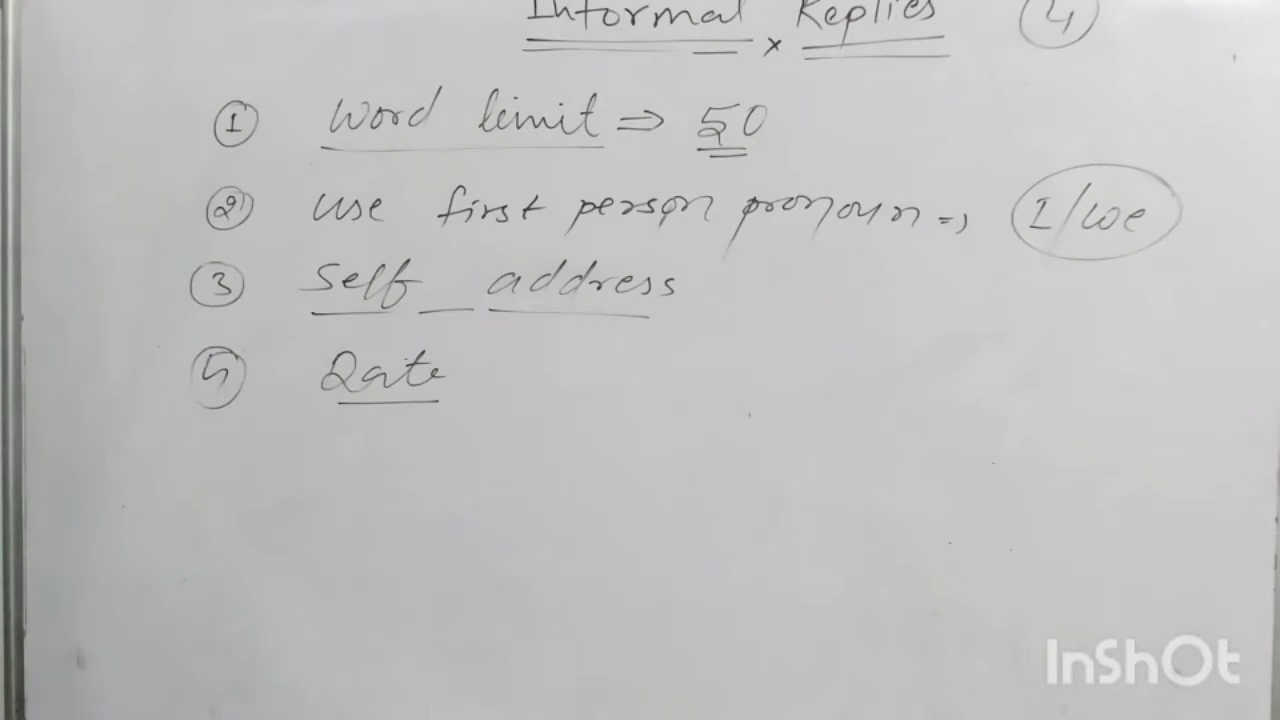 Informal Replies 4
① Word limit ⇒ 50
② Use first person pronoun ⇒ I/we
③ Self address
⑤ Date
InShOt